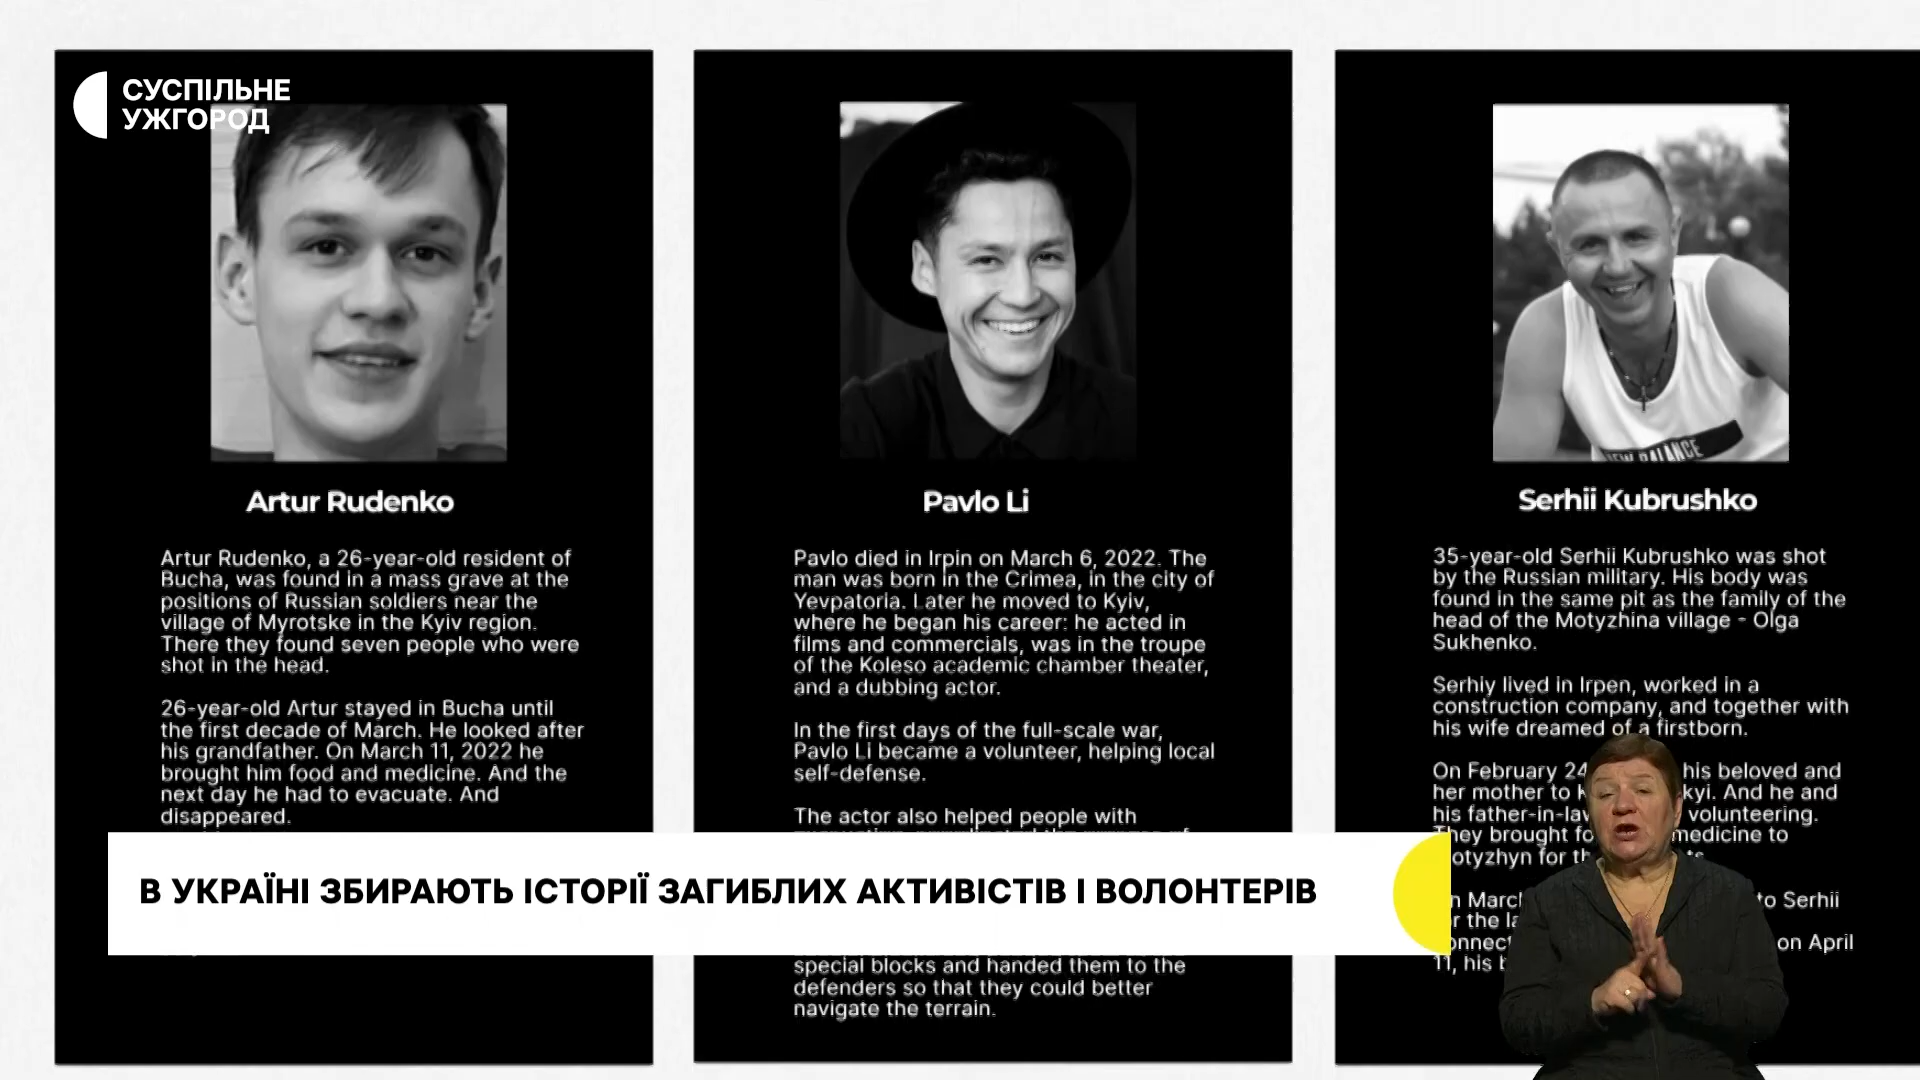 СУСПІЛЬНЕ
УЖГОРОД
Artur Rudenko
Artur Rudenko, a 26-year-old resident of
Bucha, was found in a mass grave at the
positions of Russian soldiers near the
village of Myrotske in the Kyiv region.
There they found seven people who were
shot in the head.
26-year-old Artur stayed in Bucha until
the first decade of March. He looked after
his grandfather. On March 11, 2022 he
brought him food and medicine. And the
next day he had to evacuate. And
disappeared.
Pavlo Li
Pavlo died in Irpin on March 6, 2022. The
man was born in the Crimea, in the city of
Yevpatoria. Later he moved to Kyiv,
where he began his career: he acted in
films and commercials, was in the troupe
of the Koleso academic chamber theater,
and a dubbing actor.
In the first days of the full-scale war,
Pavlo Li became a volunteer, helping local
self-defense.
The actor also helped people with
special blocks and handed them to the
defenders so that they could better
navigate the terrain.
Serhii Kubrushko
NEW BALANCE
35-year-old Serhii Kubrushko was shot
by the Russian military. His body was
found in the same pit as the family of the
head of the Motyzhina village - Olga
Sukhenko.
Serhiy lived in Irpen, worked in a
construction company, and together with
his wife dreamed of a firstborn.
On February 24 his beloved and
her mother to And he and
his father-in-law volunteering.
They brought medicine to
for
to Serhii
the
on April
11, his
В УКРАЇНІ ЗБИРАЮТЬ ІСТОРІЇ ЗАГИБЛИХ АКТИВІСТІВ І ВОЛОНТЕРІВ